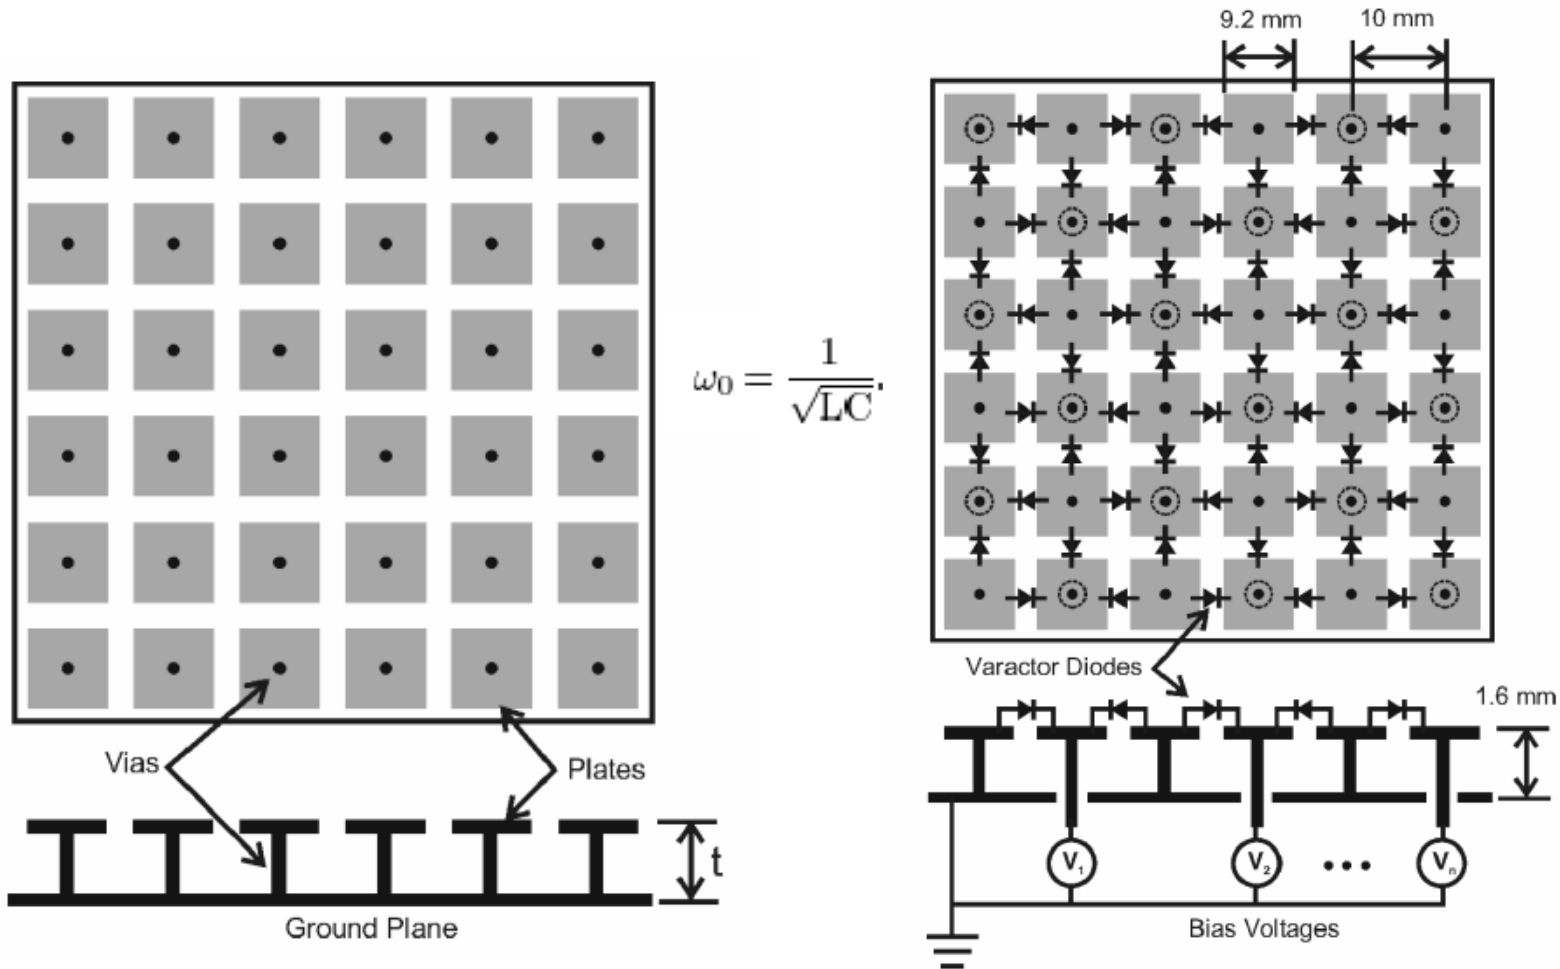 9.2 mm
10 mm
ω₀ = 1/√LC.
Vias
Plates
t
Ground Plane
Varactor Diodes
1.6 mm
V₁
V₂
•••
Vₙ
Bias Voltages